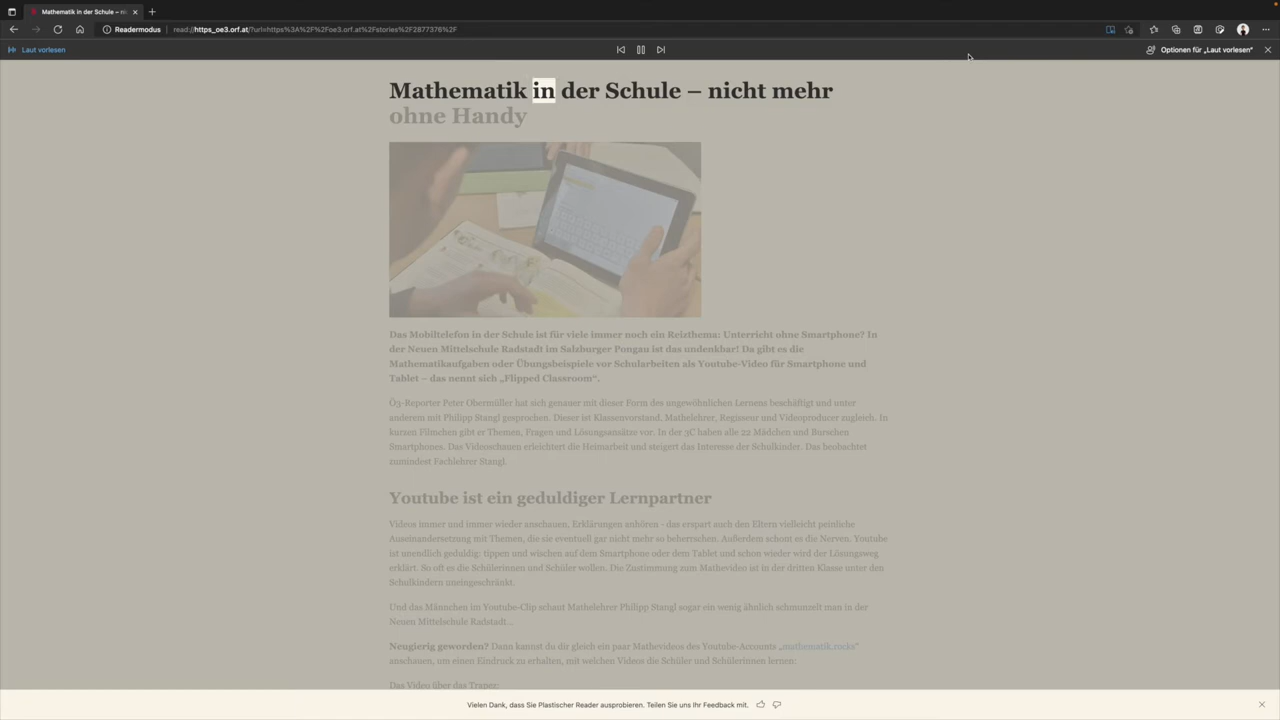 Mathematik in der Schule – ni
Readermodus
read://https_oe3.orf.at/?url=https%3A%2F%2Foe3.orf.at%2Fstories%2F2877376%2F
Laut vorlesen
Optionen für „Laut vorlesen“
Mathematik in der Schule – nicht mehr
ohne Handy
Das Mobiltelefon in der Schule ist für viele immer noch ein Reizthema: Unterricht ohne Smartphone? In
der Neuen Mittelschule Radstadt im Salzburger Pongau ist das undenkbar! Da gibt es die
Mathematikaufgaben oder Übungsbeispiele vor Schularbeiten als Youtube-Video für Smartphone und
Tablet – das nennt sich „Flipped Classroom“.
Ö3-Reporter Peter Obermüller hat sich genauer mit dieser Form des ungewöhnlichen Lernens beschäftigt und unter
anderem mit Philipp Stangl gesprochen. Dieser ist Klassenvorstand, Mathelehrer, Regisseur und Videoproducer zugleich. In
kurzen Filmchen gibt er Themen, Fragen und Lösungsansätze vor. In der 3C haben alle 22 Mädchen und Burschen
Smartphones. Das Videoschauen erleichtert die Heimarbeit und steigert das Interesse der Schulkinder. Das beobachtet
zumindest Fachlehrer Stangl.
Youtube ist ein geduldiger Lernpartner
Videos immer und immer wieder anschauen, Erklärungen anhören - das erspart auch den Eltern vielleicht peinliche
Auseinandersetzung mit Themen, die sie eventuell gar nicht mehr so beherrschen. Außerdem schont es die Nerven. Youtube
ist unendlich geduldig: tippen und wischen auf dem Smartphone oder dem Tablet und schon wieder wird der Lösungsweg
erklärt. So oft es die Schülerinnen und Schüler wollen. Die Zustimmung zum Mathevideo ist in der dritten Klasse unter den
Schulkindern uneingeschränkt.
Und das Männchen im Youtube-Clip schaut Mathelehrer Philipp Stangl sogar ein wenig ähnlich schmunzelt man in der
Neuen Mittelschule Radstadt...
Neugierig geworden? Dann kannst du dir gleich ein paar Mathevideos des Youtube-Accounts „mathematik.rocks“
anschauen, um einen Eindruck zu erhalten, mit welchen Videos die Schüler und Schülerinnen lernen:
Das Video über das Trapez:
Vielen Dank, dass Sie Plastischer Reader ausprobieren. Teilen Sie uns Ihr Feedback mit.